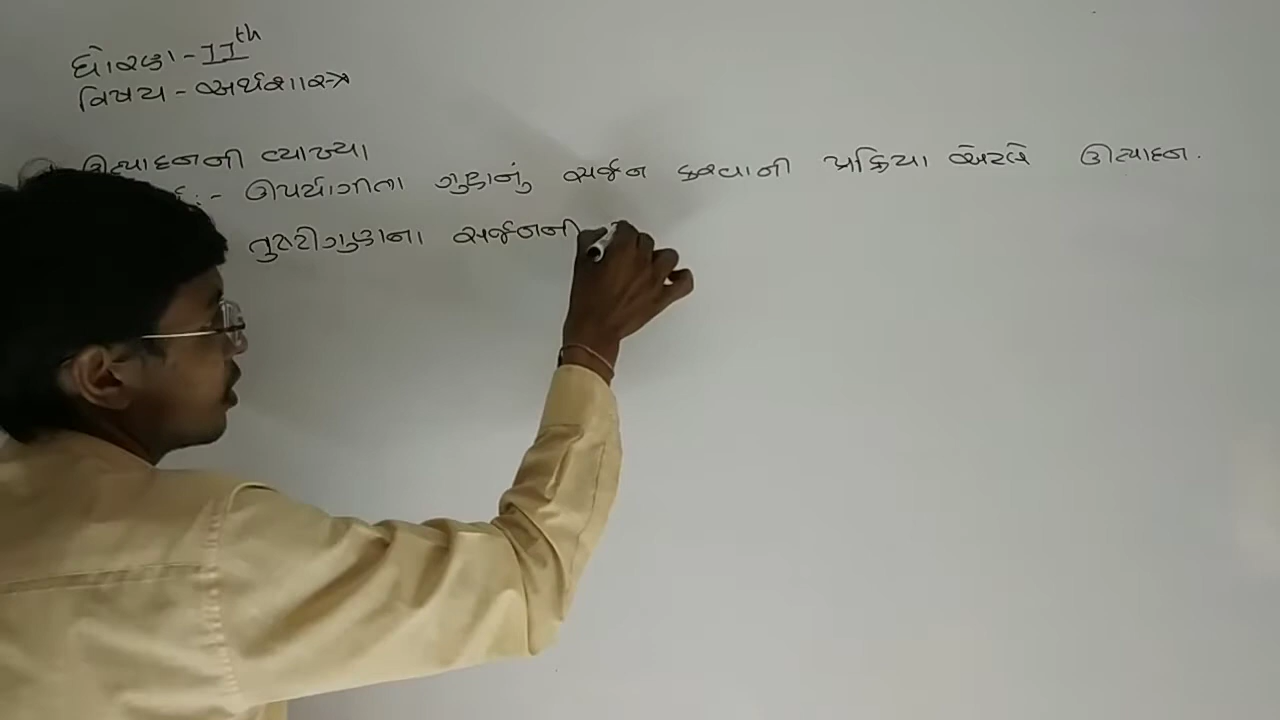 ધોરણ - 11th
વિષય - અર્થશાસ્ત્ર
ઉત્પાદનની વ્યાખ્યા
:- ઉપયોગીતા ગુણનું સર્જન કરવાની પ્રક્રિયા એટલે ઉત્પાદન.
તુષ્ટીગુણના સર્જનની